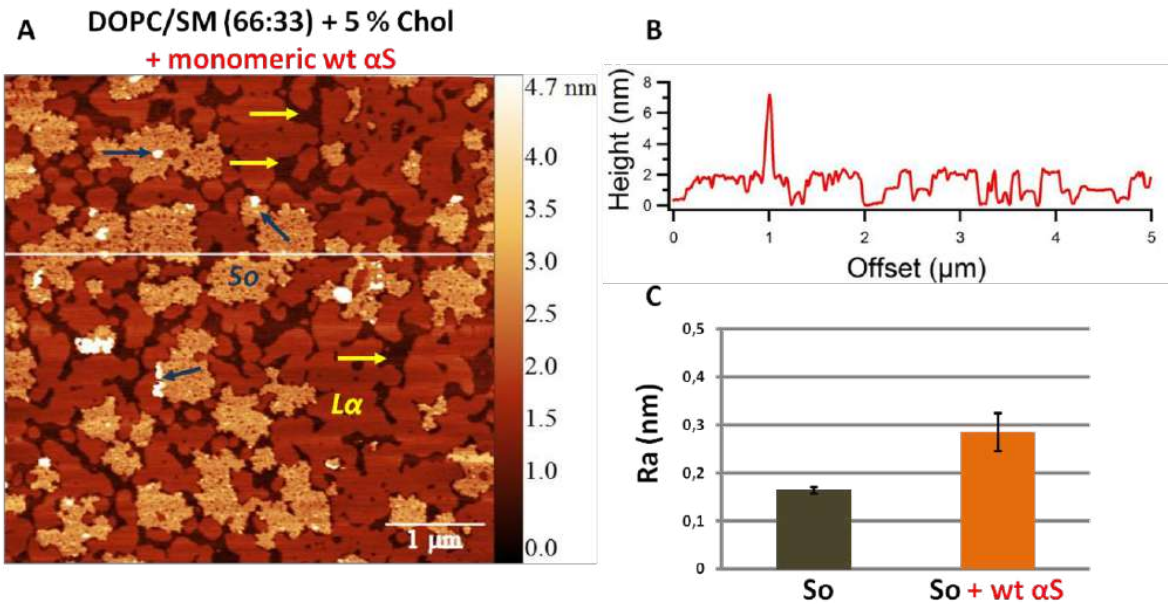 A
DOPC/SM (66:33) + 5 % Chol
+ monomeric wt αS
4.7 nm
4.0
3.5
3.0
2.5
2.0
1.5
1.0
0.0
So
Lα
1 µm
B
Height (nm)
8
6
4
2
0
0
1
2
3
4
5
Offset (µm)
C
Ra (nm)
0,5
0,4
0,3
0,2
0,1
0
So
So + wt αS